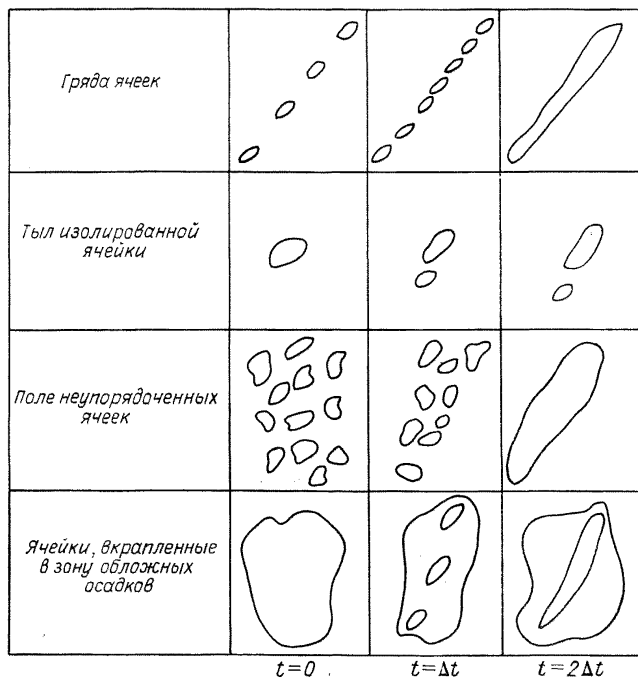 Гряда ячеек
Тыл изолированной
ячейки
Поле неупорядоченных
ячеек
Ячейки, вкрапленные
в зону обложных
осадков
t=0
t=Δt
t=2Δt